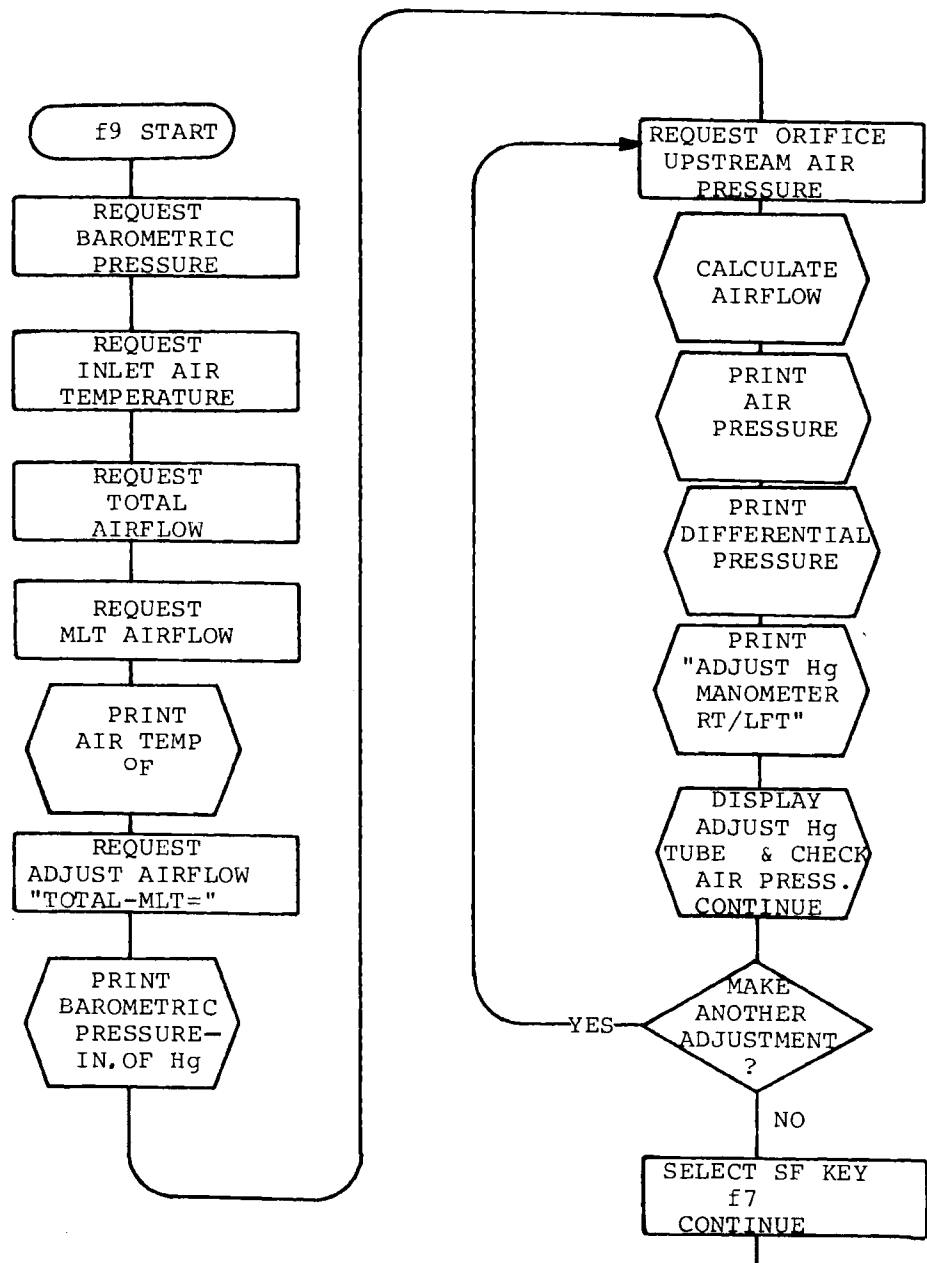 f9 START
REQUEST
BAROMETRIC
PRESSURE
REQUEST
INLET AIR
TEMPERATURE
REQUEST
TOTAL
AIRFLOW
REQUEST
MLT AIRFLOW
PRINT
AIR TEMP
°F
REQUEST
ADJUST AIRFLOW
"TOTAL-MLT="
PRINT
BAROMETRIC
PRESSURE-
IN.OF Hg
REQUEST ORIFICE
UPSTREAM AIR
PRESSURE
CALCULATE
AIRFLOW
PRINT
AIR
PRESSURE
PRINT
DIFFERENTIAL
PRESSURE
PRINT
"ADJUST Hg
MANOMETER
RT/LFT"
DISPLAY
ADJUST Hg
TUBE & CHECK
AIR PRESS.
CONTINUE
MAKE
ANOTHER
ADJUSTMENT
?
YES
NO
SELECT SF KEY
f7
CONTINUE